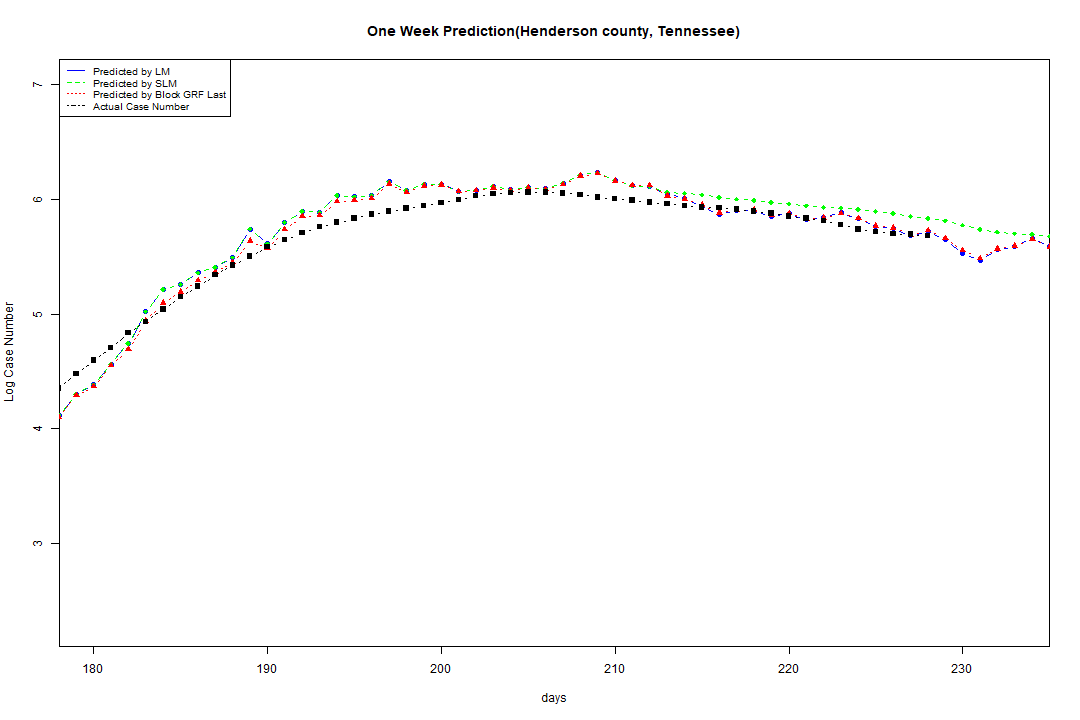 One Week Prediction(Henderson county, Tennessee)
Predicted by LM
Predicted by SLM
Predicted by Block GRF Last
Actual Case Number
7
6
5
4
3
Log Case Number
180 190 200 210 220 230
days